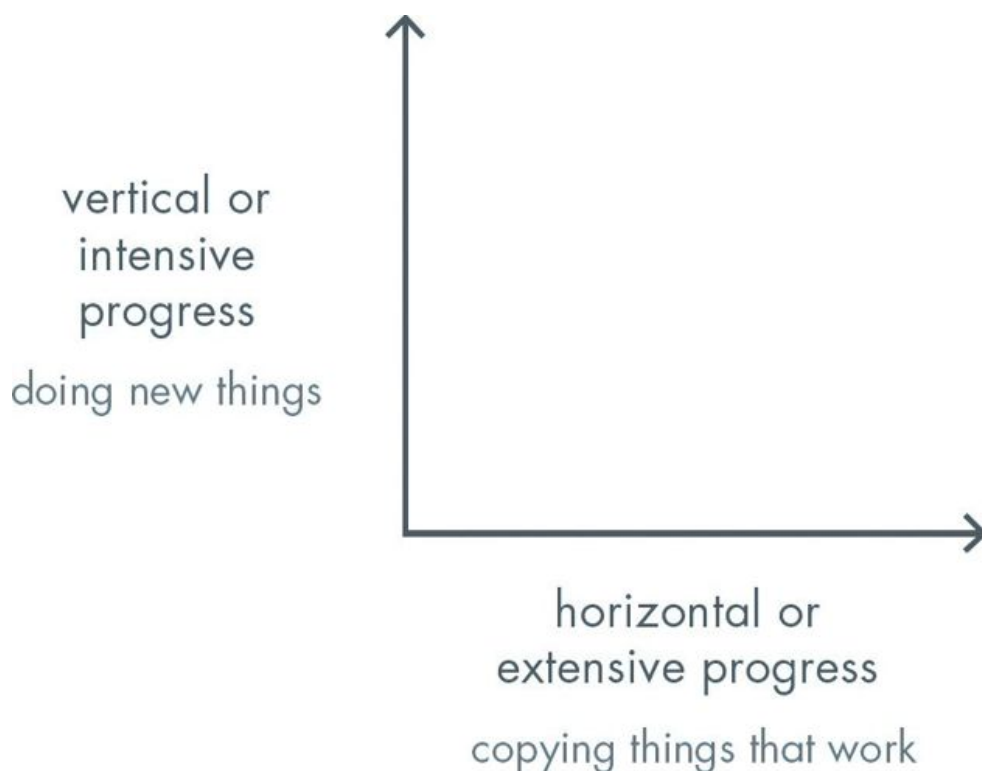 vertical or
intensive
progress
doing new things
horizontal or
extensive progress
copying things that work